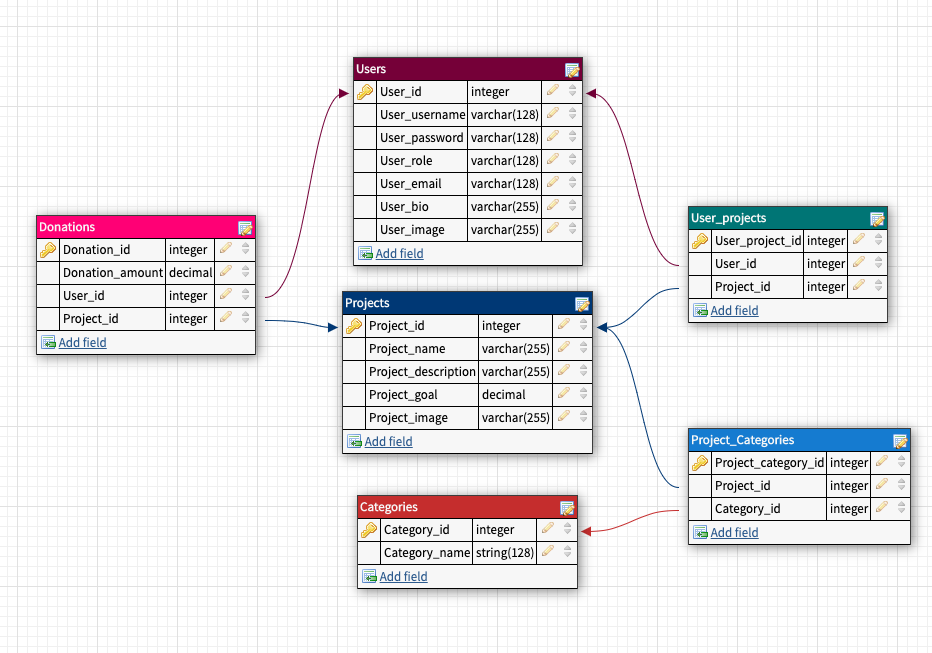 Users
User_id integer
User_username varchar(128)
User_password varchar(128)
User_role varchar(128)
User_email varchar(128)
User_bio varchar(255)
User_image varchar(255)
Add field
Donations
Donation_id integer
Donation_amount decimal
User_id integer
Project_id integer
Add field
User_projects
User_project_id integer
User_id integer
Project_id integer
Add field
Projects
Project_id integer
Project_name varchar(255)
Project_description varchar(255)
Project_goal decimal
Project_image varchar(255)
Add field
Project_Categories
Project_category_id integer
Project_id integer
Category_id integer
Add field
Categories
Category_id integer
Category_name string(128)
Add field